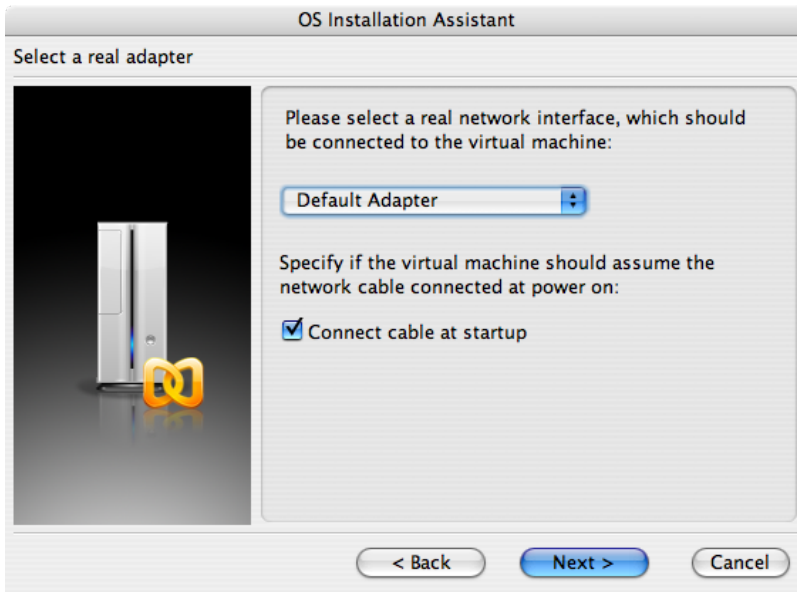 OS Installation Assistant
Select a real adapter
Please select a real network interface, which should
be connected to the virtual machine:
Default Adapter
Specify if the virtual machine should assume the
network cable connected at power on:
Connect cable at startup
< Back
Next >
Cancel